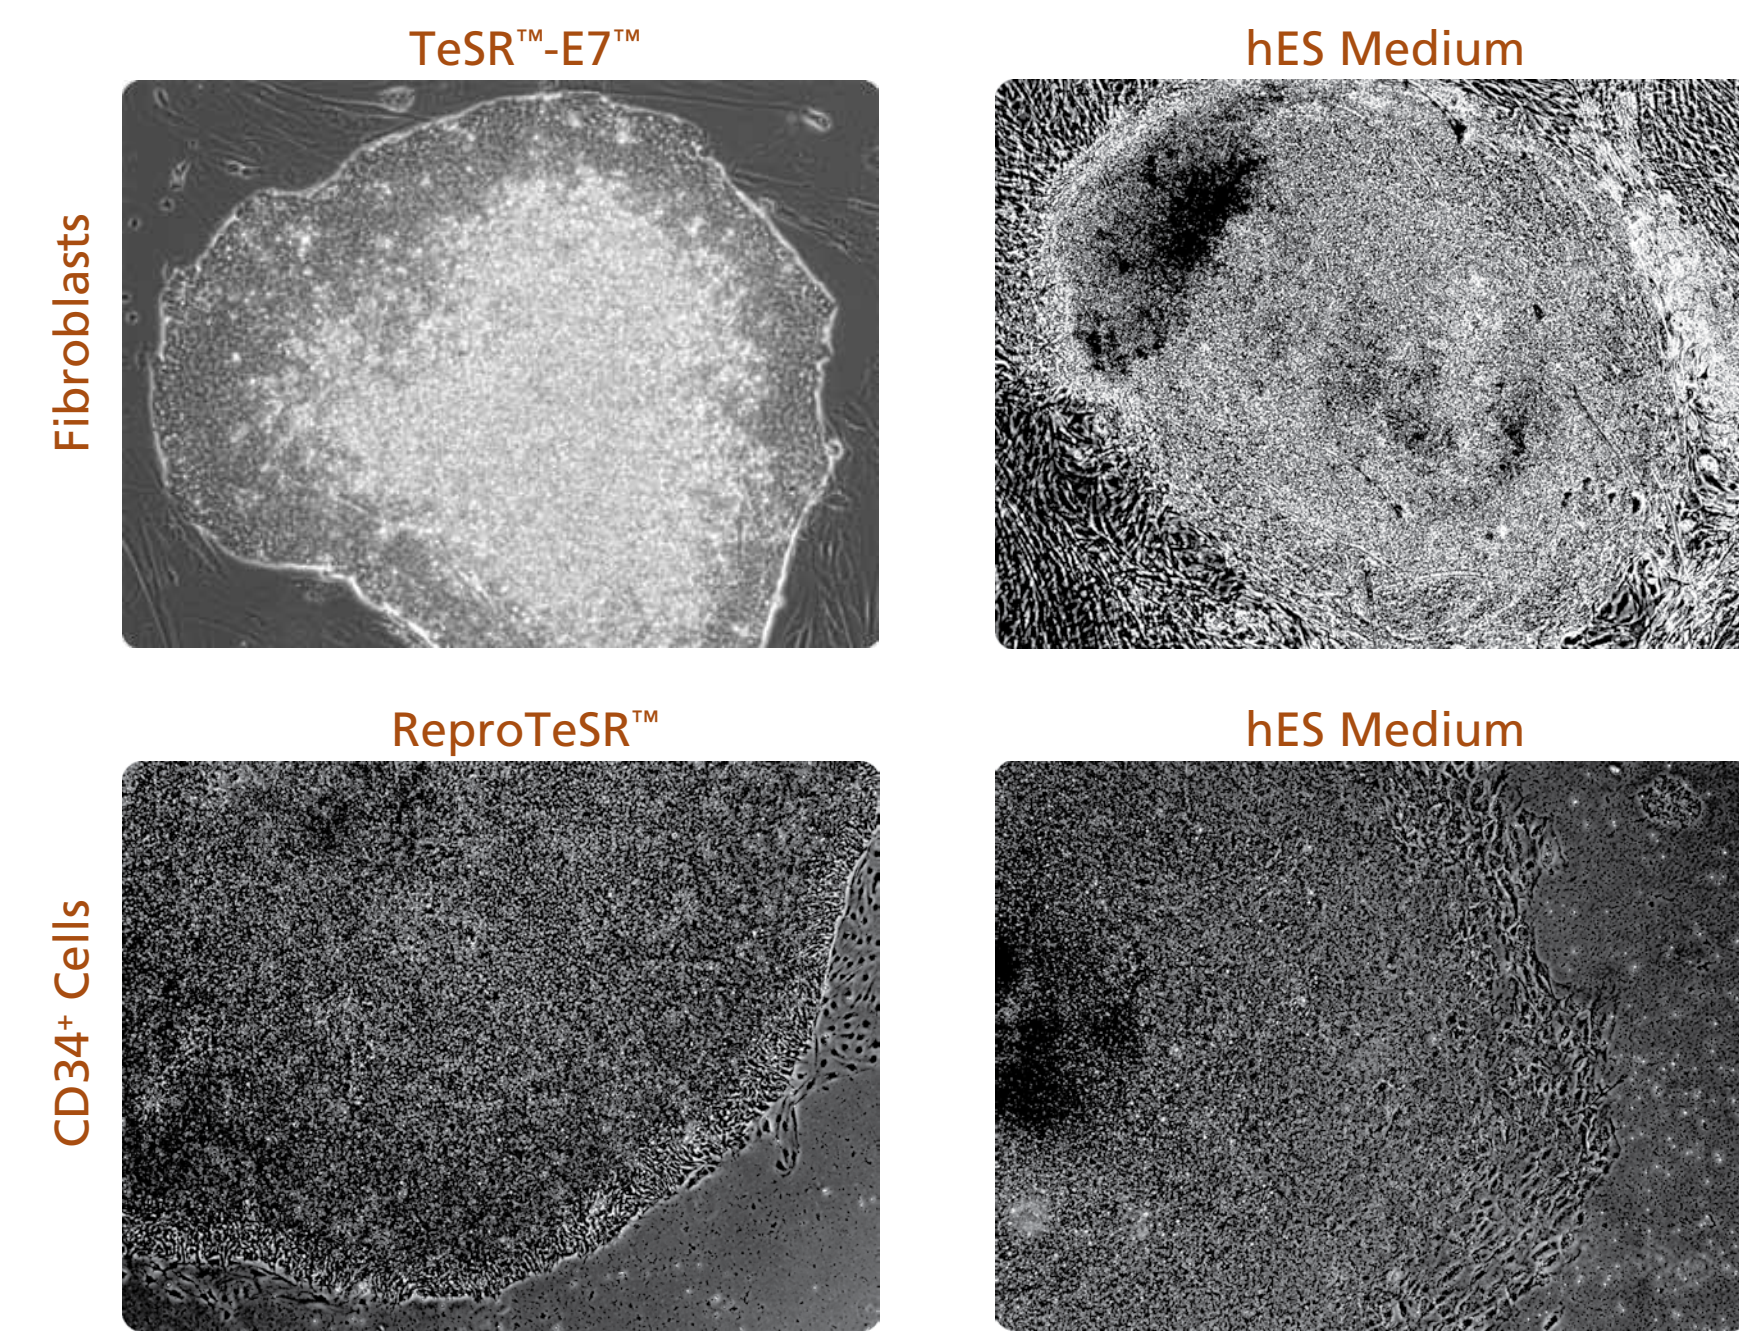 TeSR™-E7™
hES Medium
Fibroblasts
ReproTeSR™
hES Medium
CD34⁺ Cells